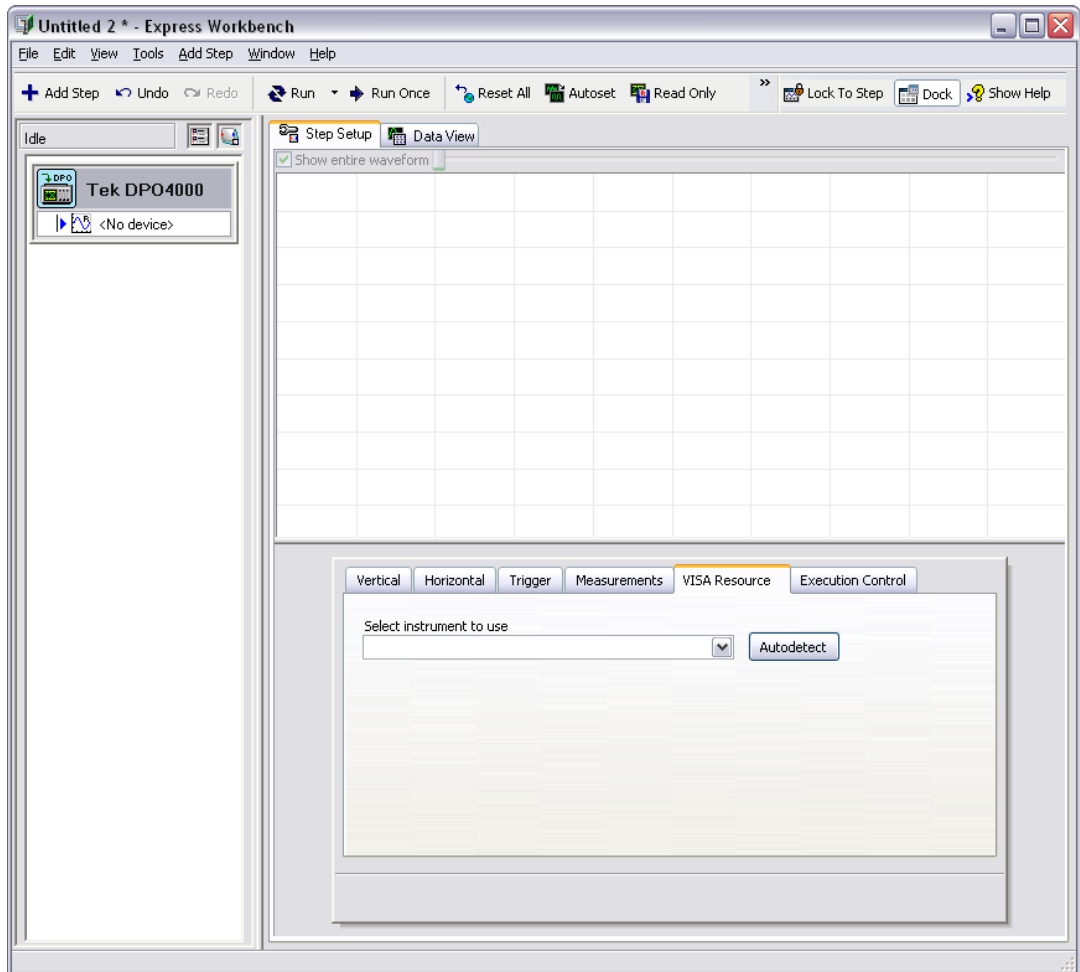 Untitled 2 * - Express Workbench
File Edit View Tools Add Step Window Help
Add Step Undo Redo Run Run Once Reset All Autoset Read Only » Lock To Step Dock Show Help
Idle
Step Setup Data View
Show entire waveform
DPO
Tek DPO4000
<No device>
Vertical Horizontal Trigger Measurements VISA Resource Execution Control
Select instrument to use
Autodetect